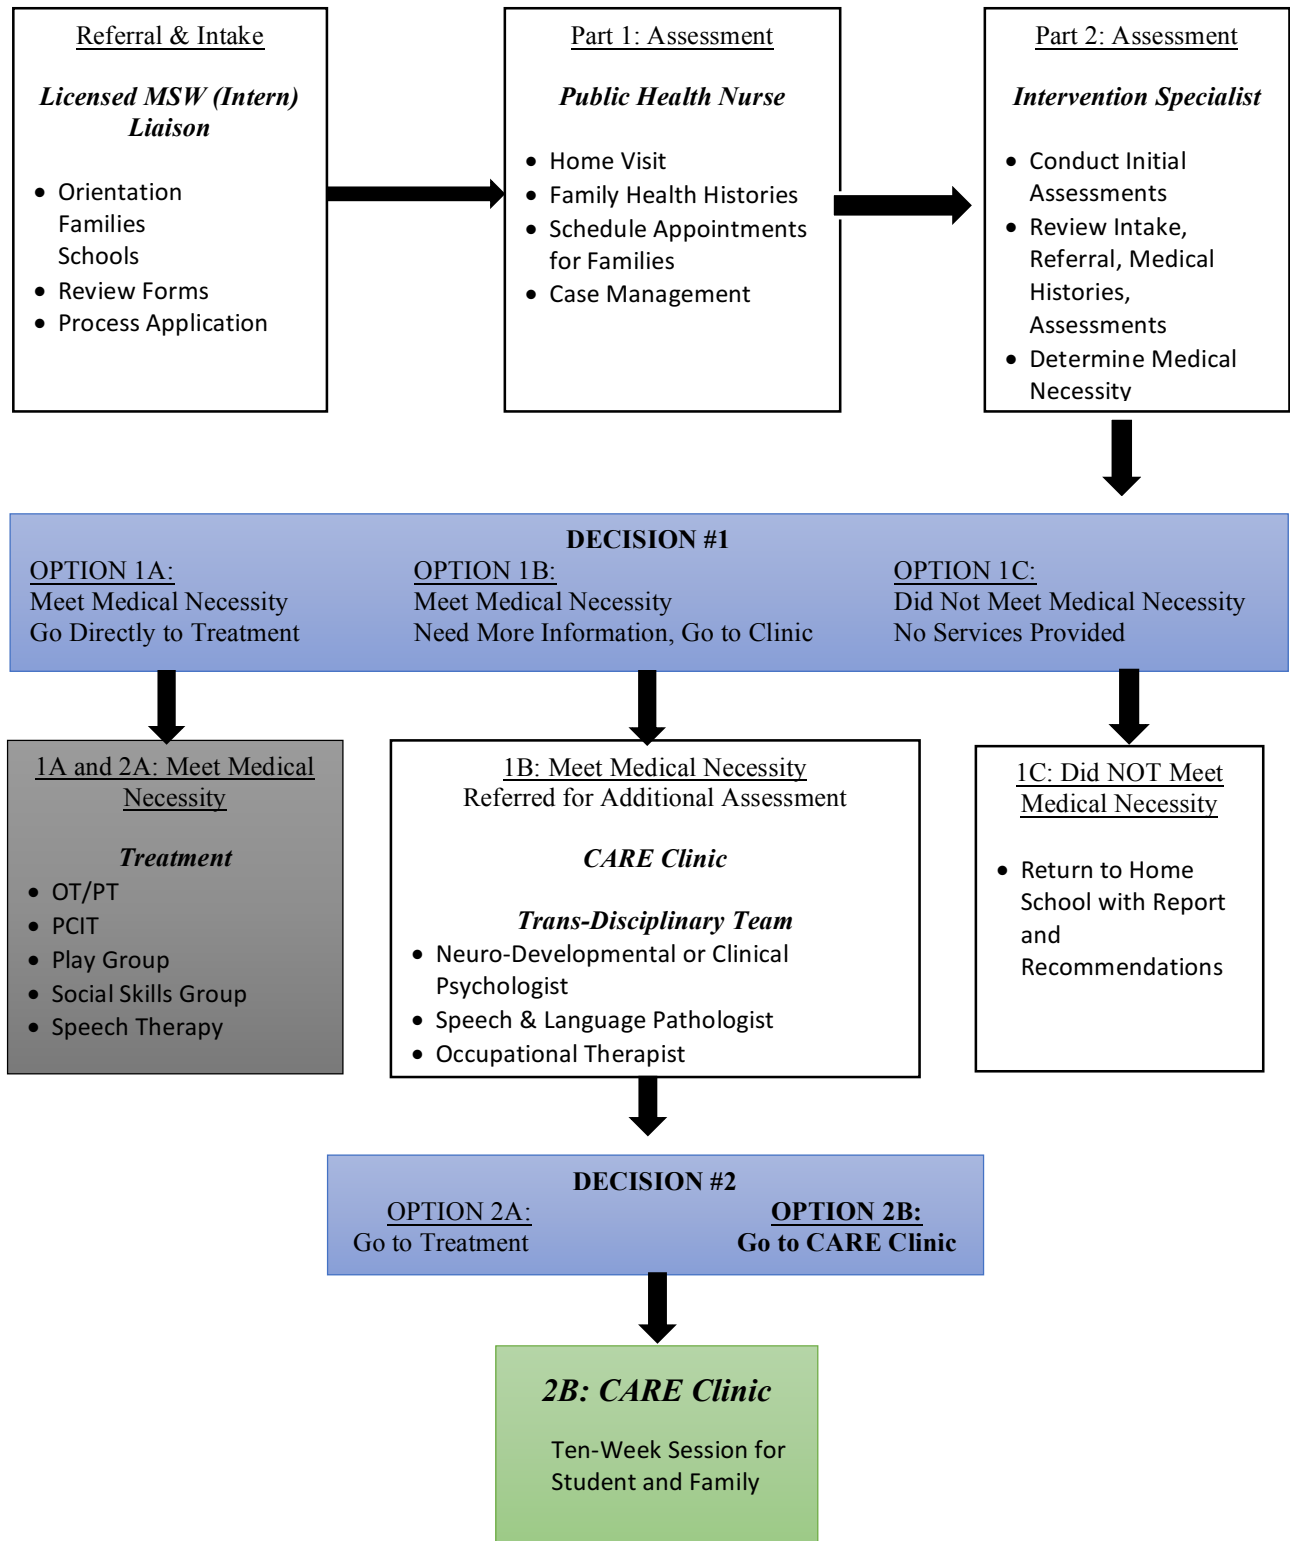 Referral & Intake
Licensed MSW (Intern)
Liaison
• Orientation
Families
Schools
• Review Forms
• Process Application
Part 1: Assessment
Public Health Nurse
• Home Visit
• Family Health Histories
• Schedule Appointments
for Families
• Case Management
Part 2: Assessment
Intervention Specialist
• Conduct Initial
Assessments
• Review Intake,
Referral, Medical
Histories,
Assessments
• Determine Medical
Necessity
DECISION #1
OPTION 1A:
Meet Medical Necessity
Go Directly to Treatment
OPTION 1B:
Meet Medical Necessity
Need More Information, Go to Clinic
OPTION 1C:
Did Not Meet Medical Necessity
No Services Provided
1A and 2A: Meet Medical
Necessity
Treatment
• OT/PT
• PCIT
• Play Group
• Social Skills Group
• Speech Therapy
1B: Meet Medical Necessity
Referred for Additional Assessment
CARE Clinic
Trans-Disciplinary Team
• Neuro-Developmental or Clinical
Psychologist
• Speech & Language Pathologist
• Occupational Therapist
1C: Did NOT Meet
Medical Necessity
• Return to Home
School with Report
and
Recommendations
DECISION #2
OPTION 2A:
Go to Treatment
OPTION 2B:
Go to CARE Clinic
2B: CARE Clinic
Ten-Week Session for
Student and Family